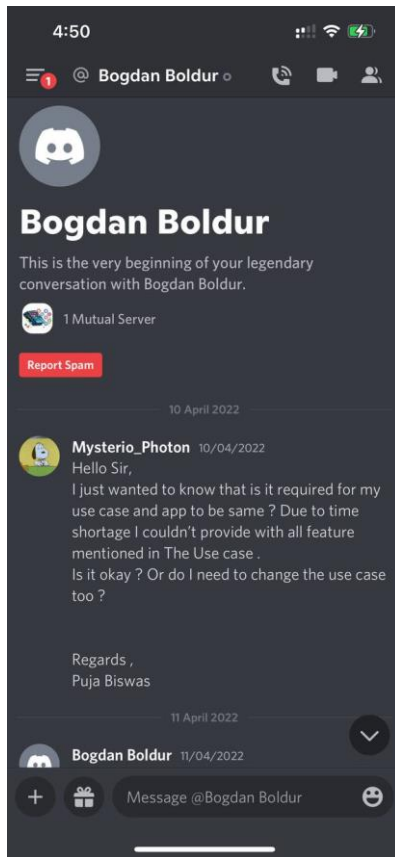 4:50
1
@ Bogdan Boldur
Bogdan Boldur
This is the very beginning of your legendary
conversation with Bogdan Boldur.
1 Mutual Server
Report Spam
10 April 2022
Mysterio_Photon 10/04/2022
Hello Sir,
I just wanted to know that is it required for my
use case and app to be same ? Due to time
shortage I couldn’t provide with all feature
mentioned in The Use case .
Is it okay ? Or do I need to change the use case
too ?
Regards ,
Puja Biswas
11 April 2022
Bogdan Boldur 11/04/2022
Message @Bogdan Boldur